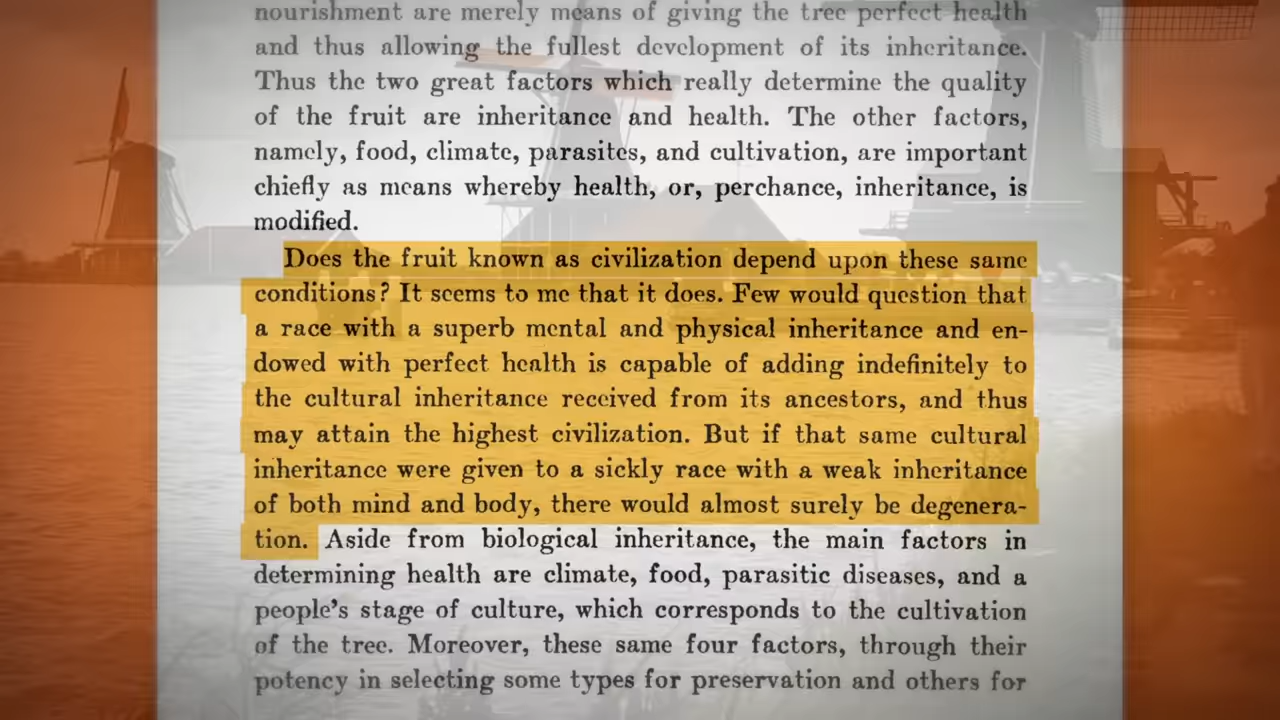 nourishment are merely means of giving the tree perfect health
and thus allowing the fullest development of its inheritance.
Thus the two great factors which really determine the quality
of the fruit are inheritance and health. The other factors,
namely, food, climate, parasites, and cultivation, are important
chiefly as means whereby health, or, perchance, inheritance, is
modified.
Does the fruit known as civilization depend upon these same
conditions? It seems to me that it does. Few would question that
a race with a superb mental and physical inheritance and en-
dowed with perfect health is capable of adding indefinitely to
the cultural inheritance received from its ancestors, and thus
may attain the highest civilization. But if that same cultural
inheritance were given to a sickly race with a weak inheritance
of both mind and body, there would almost surely be degenera-
tion. Aside from biological inheritance, the main factors in
determining health are climate, food, parasitic diseases, and a
people's stage of culture, which corresponds to the cultivation
of the tree. Moreover, these same four factors, through their
potency in selecting some types for preservation and others for